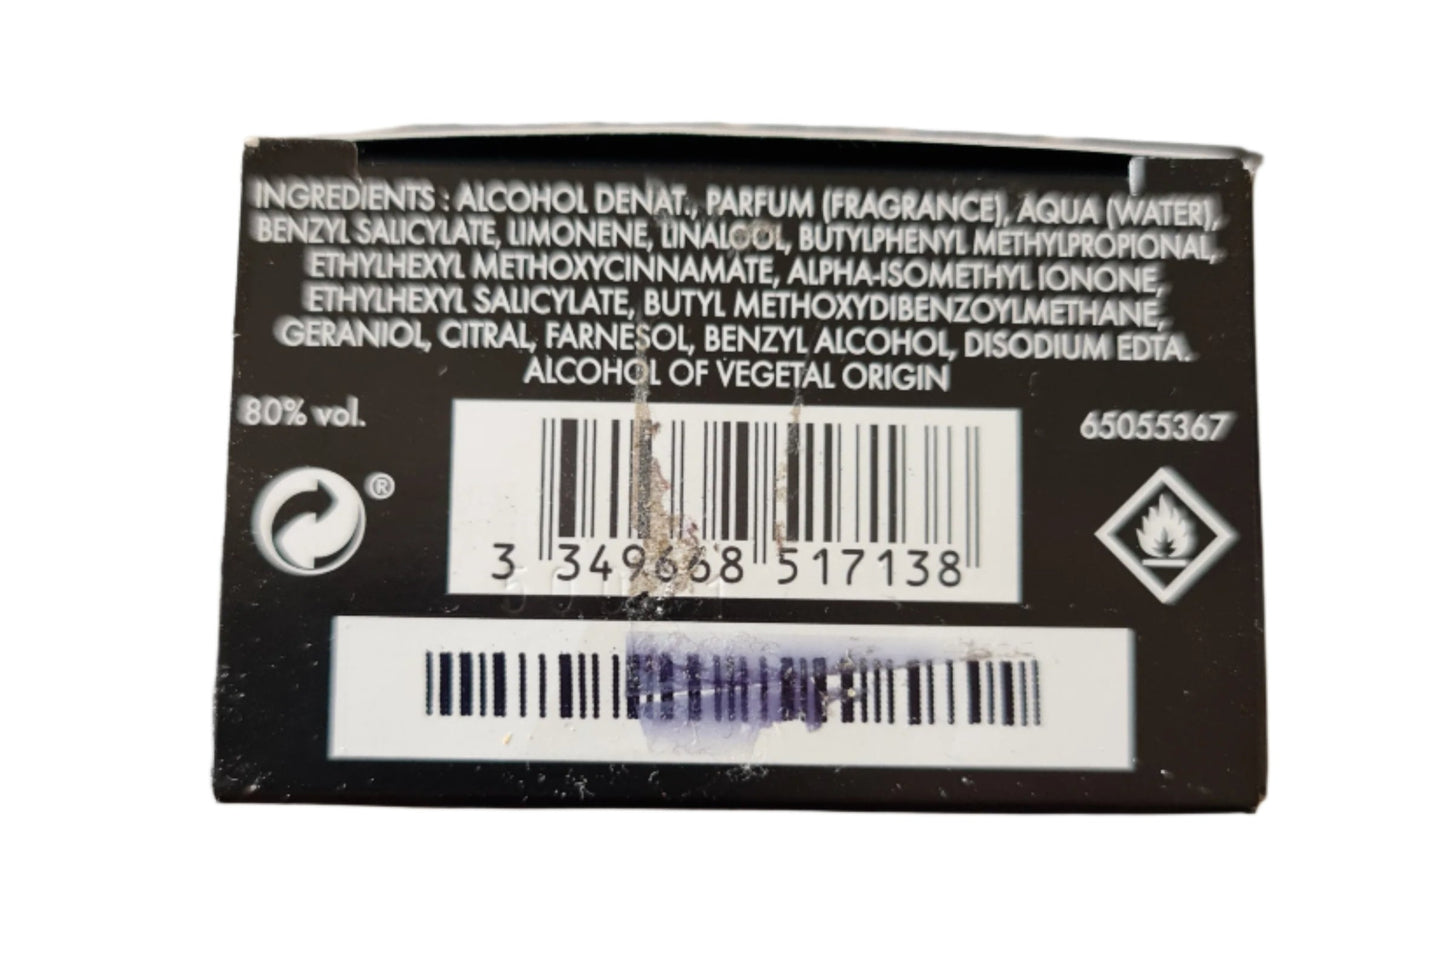 INGREDIENTS : ALCOHOL DENAT., PARFUM (FRAGRANCE), AQUA (WATER),
BENZYL SALICYLATE, LIMONENE, LINALOOL, BUTYLPHENYL METHYLPROPIONAL,
ETHYLHEXYL METHOXYCINNAMATE, ALPHA-ISOMETHYL IONONE,
ETHYLHEXYL SALICYLATE, BUTYL METHOXYDIBENZOYLMETHANE,
GERANIOL, CITRAL, FARNESOL, BENZYL ALCOHOL, DISODIUM EDTA.
ALCOHOL OF VEGETAL ORIGIN
80% vol.
65055367
®
3 349668 517138